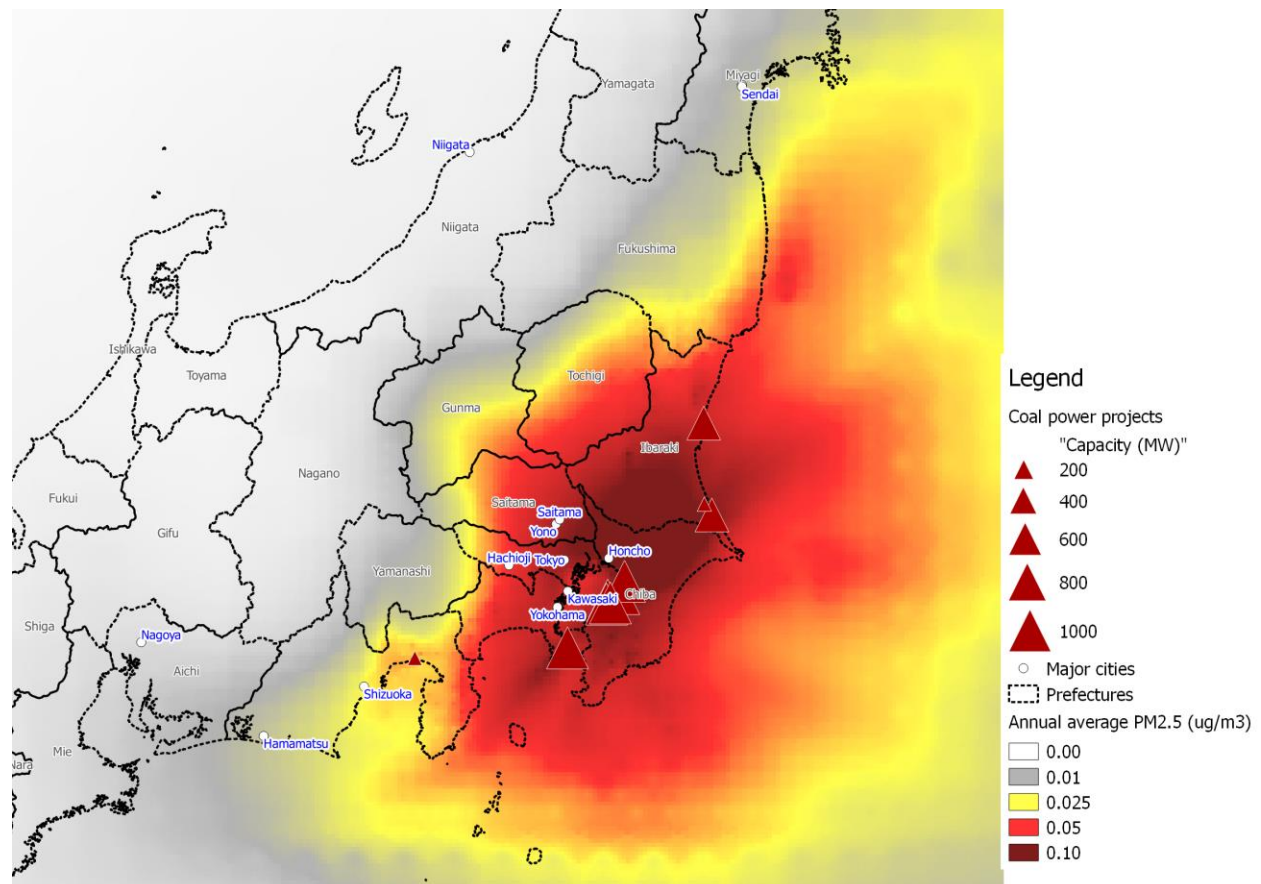 Miyagi
Yamagata
Sendai
Niigata
Niigata
Fukushima
Ishikawa
Toyama
Tochigi
Gunma
Ibaraki
Nagano
Fukui
Saitama
Saitama
Gifu
Yono
Hachioji
Tokyo
Honcho
Yamanashi
Kawasaki
Chiba
Yokohama
Shiga
Nagoya
Aichi
Shizuoka
Hamamatsu
Mie
Nara
Legend
Coal power projects
"Capacity (MW)"
200
400
600
800
1000
Major cities
Prefectures
Annual average PM2.5 (ug/m3)
0.00
0.01
0.025
0.05
0.10